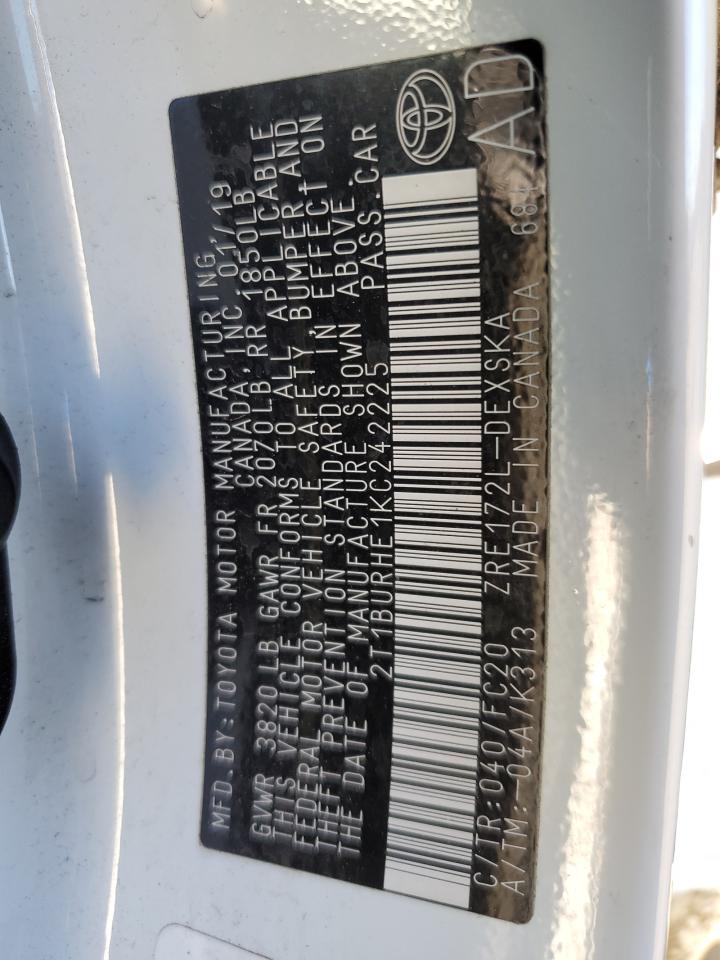 MFD.BY:TOYOTA MOTOR MANUFACTURING
CANADA,INC. 01/19
GVWR 3820LB GAWR FR 2070LB,RR 1850LB
THIS VEHICLE CONFORMS TO ALL APPLICABLE
FEDERAL MOTOR VEHICLE SAFETY,BUMPER,AND
THEFT PREVENTION STANDARDS IN EFFECT ON
THE DATE OF MANUFACTURE SHOWN ABOVE.
2T1BURHE1KC242225 PASS.CAR
C/TR:040/FC20 ZRE172L-DEXSKA
A/TM:-04A/K313 MADE IN CANADA 684
AD